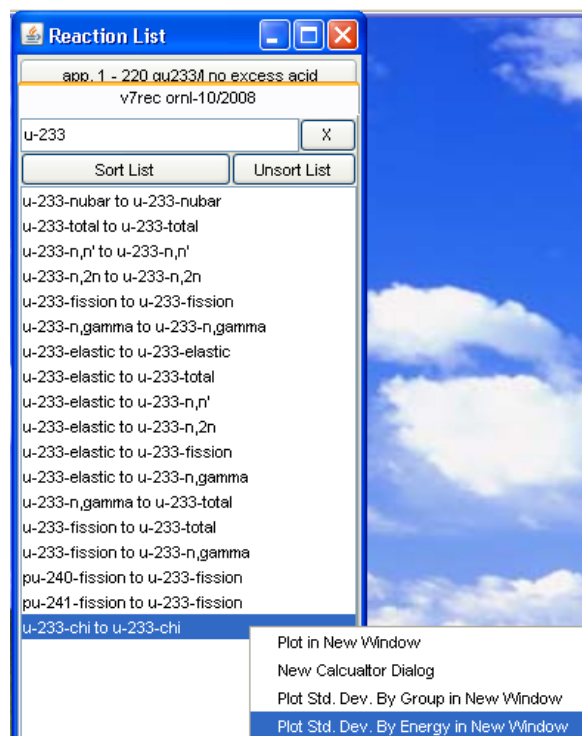 Reaction List
app. 1 - 220 gu233/l no excess acid
v7rec ornl-10/2008
u-233
X
Sort List
Unsort List
u-233-nubar to u-233-nubar
u-233-total to u-233-total
u-233-n,n' to u-233-n,n'
u-233-n,2n to u-233-n,2n
u-233-fission to u-233-fission
u-233-n,gamma to u-233-n,gamma
u-233-elastic to u-233-elastic
u-233-elastic to u-233-total
u-233-elastic to u-233-n,n'
u-233-elastic to u-233-n,2n
u-233-elastic to u-233-fission
u-233-elastic to u-233-n,gamma
u-233-n,gamma to u-233-total
u-233-fission to u-233-total
u-233-fission to u-233-n,gamma
pu-240-fission to u-233-fission
pu-241-fission to u-233-fission
u-233-chi to u-233-chi
Plot in New Window
New Calcualtor Dialog
Plot Std. Dev. By Group in New Window
Plot Std. Dev. By Energy in New Window